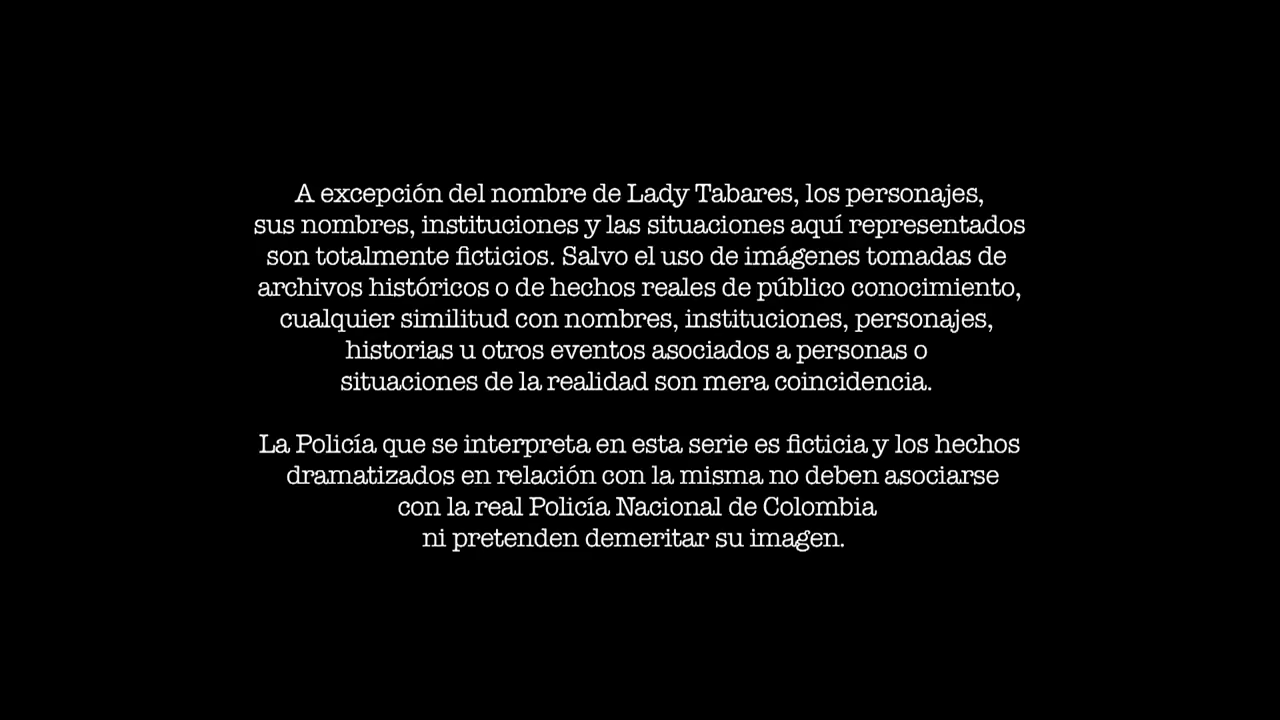 A excepción del nombre de Lady Tabares, los personajes,
sus nombres, instituciones y las situaciones aquí representados
son totalmente ficticios. Salvo el uso de imágenes tomadas de
archivos históricos o de hechos reales de público conocimiento,
cualquier similitud con nombres, instituciones, personajes,
historias u otros eventos asociados a personas o
situaciones de la realidad son mera coincidencia.
La Policía que se interpreta en esta serie es ficticia y los hechos
dramatizados en relación con la misma no deben asociarse
con la real Policía Nacional de Colombia
ni pretenden demeritar su imagen.